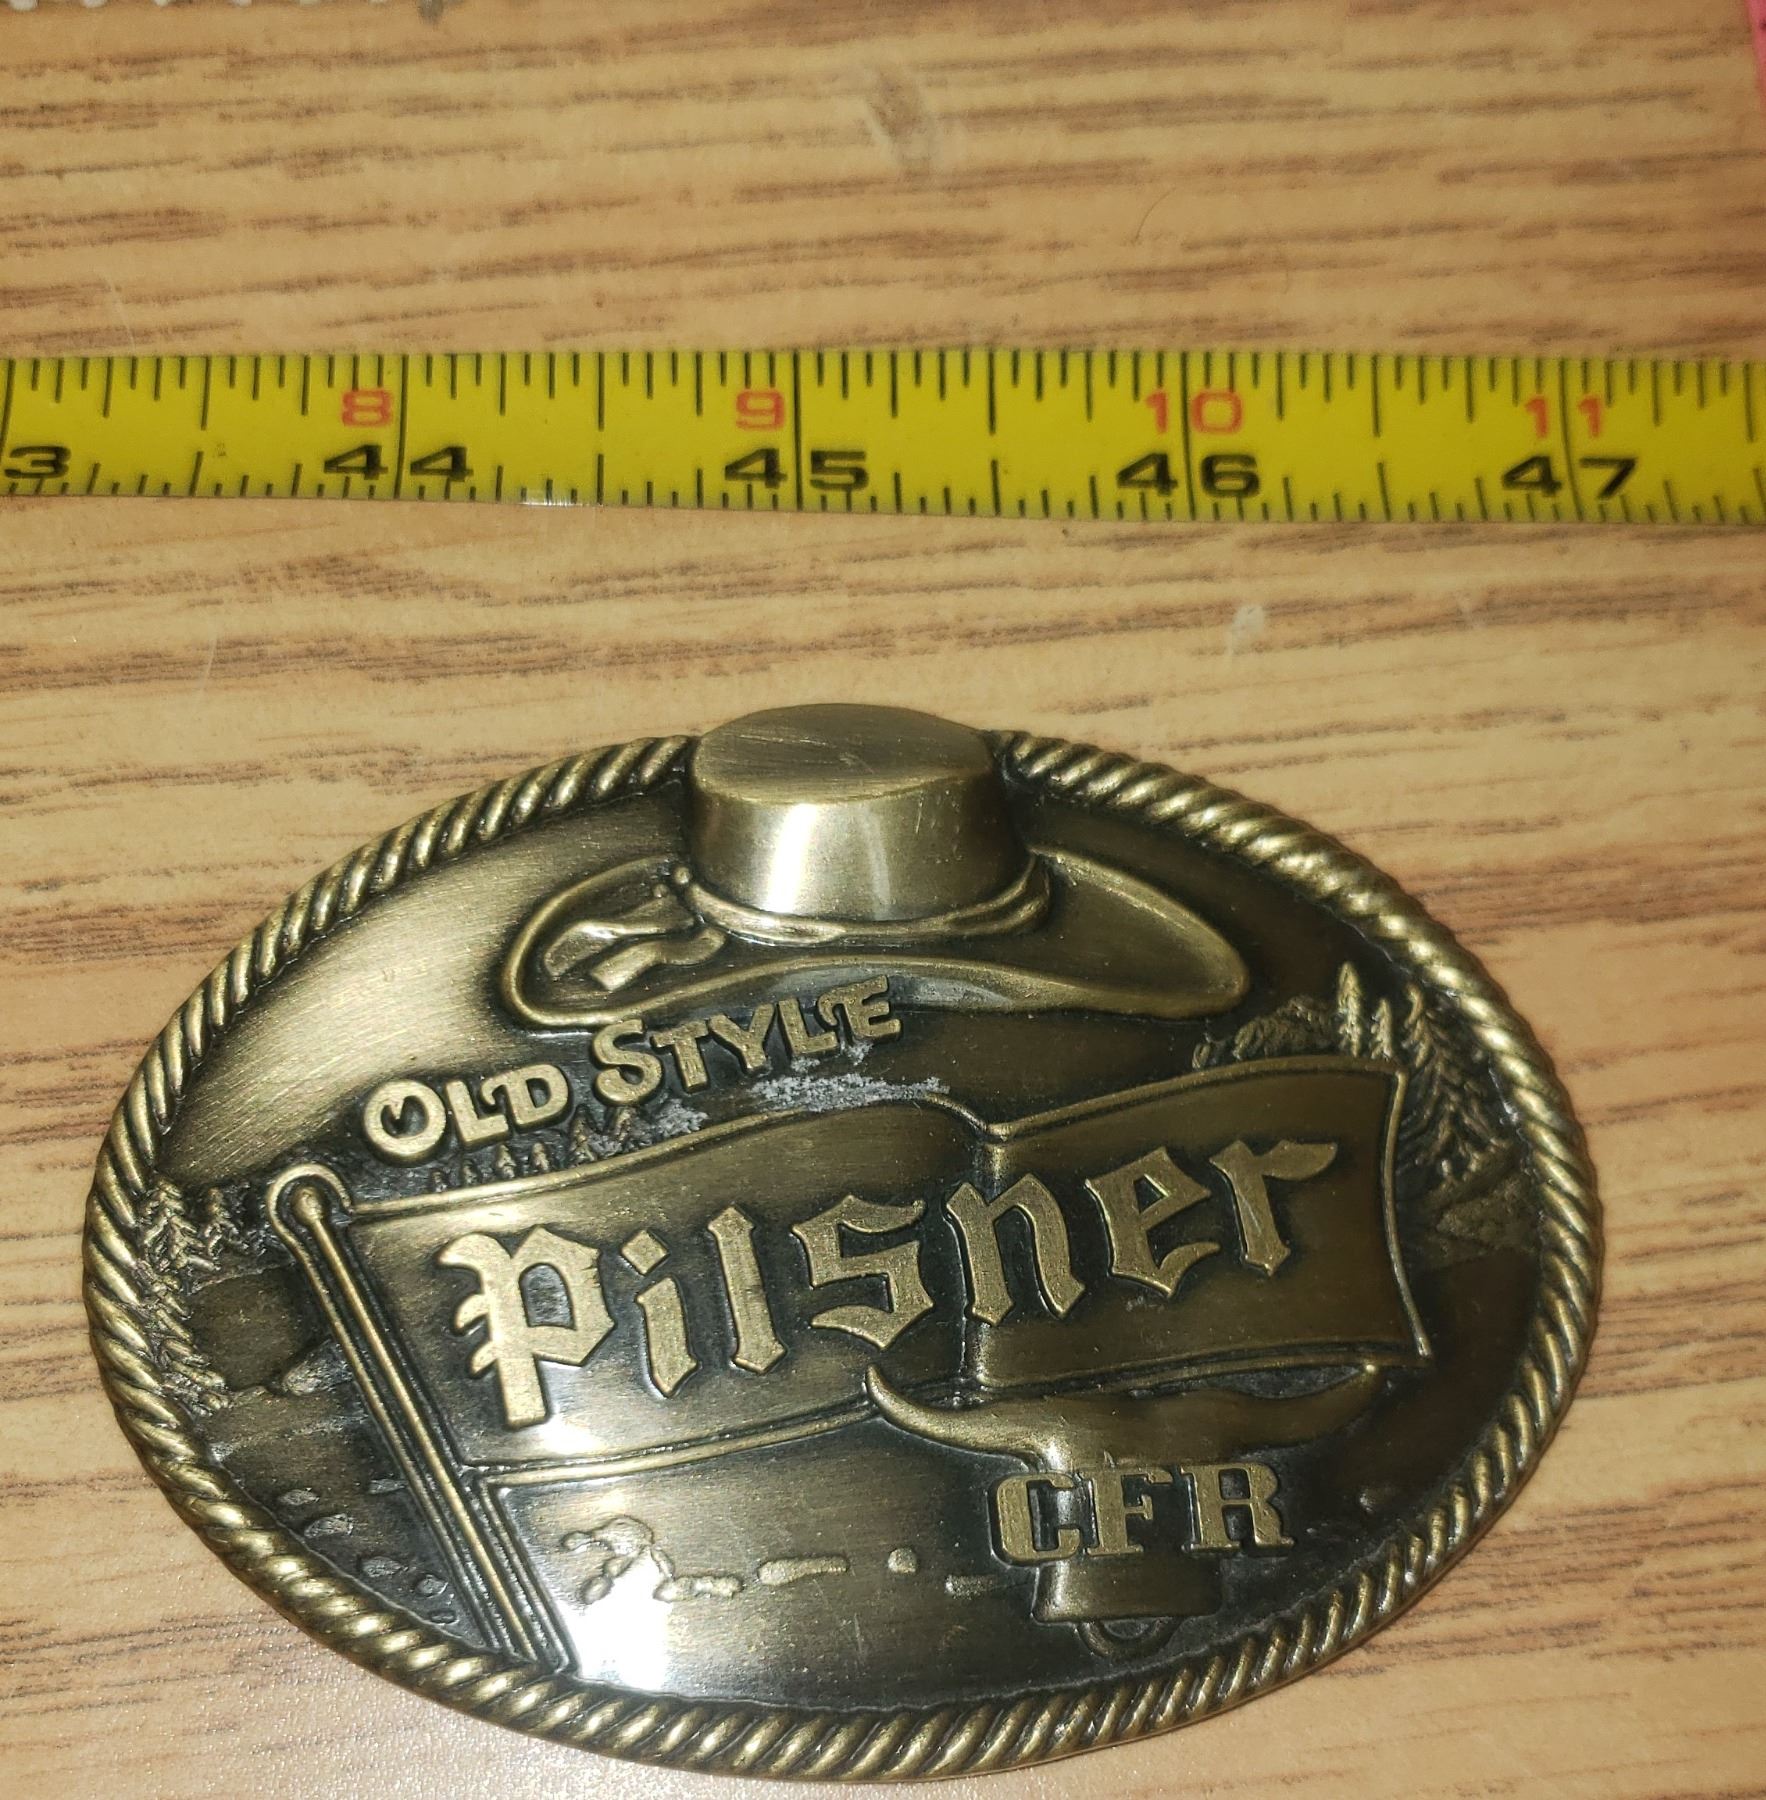 8 9 10 11
3 44 45 46 47
OLD STYLE
Pilsner
CFR